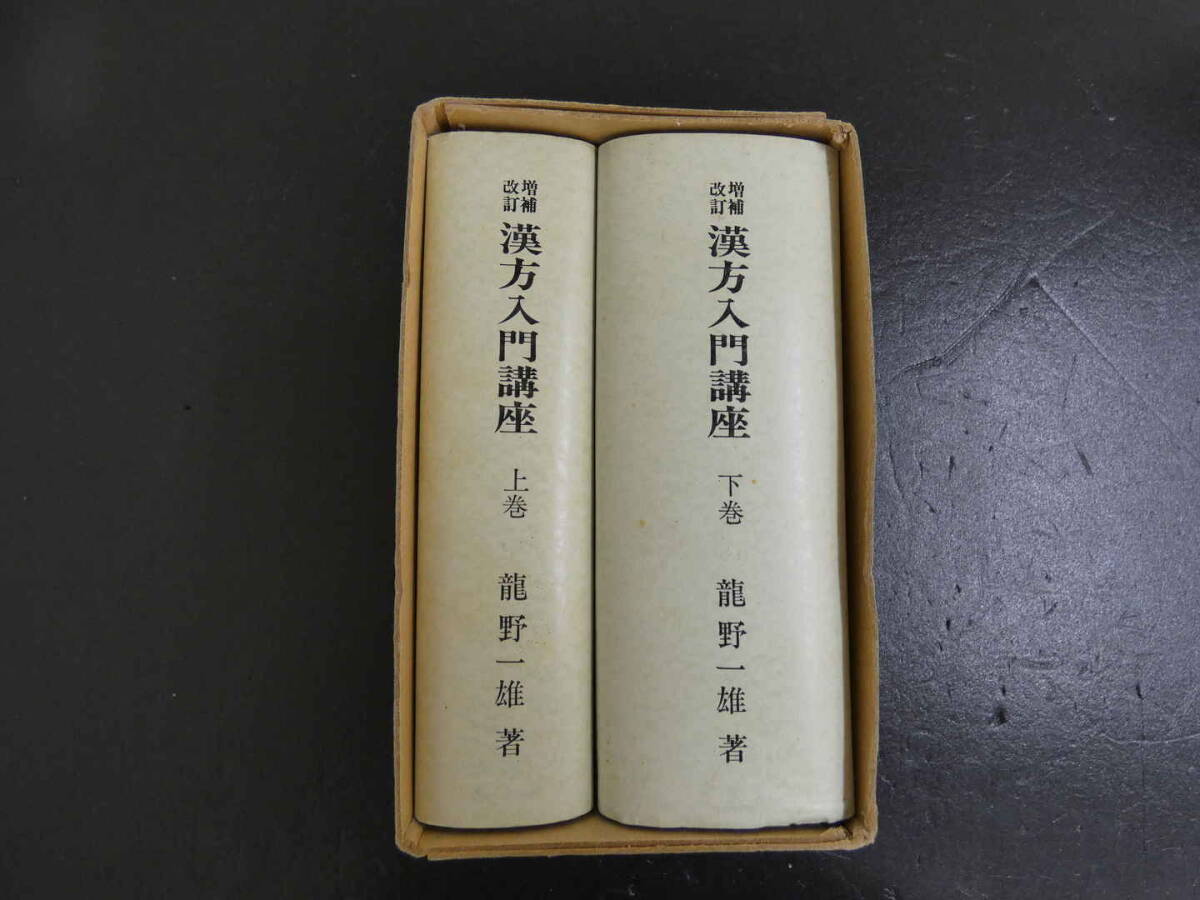 増補
改訂
漢方入門講座
上巻
龍野一雄 著
増補
改訂
漢方入門講座
下巻
龍野一雄 著